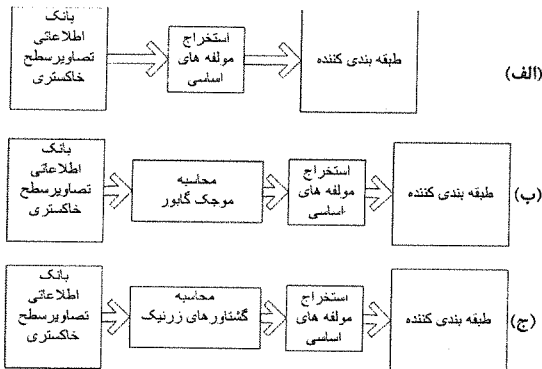 بانک
اطلاعاتی
تصاویرسطح
خاکستری
استخراج
مولفه های
اساسی
طبقه بندی کننده
(الف)
بانک
اطلاعاتی
تصاویرسطح
خاکستری
محاسبه
موجک گابور
استخراج
مولفه های
اساسی
طبقه بندی کننده
(ب)
بانک
اطلاعاتی
تصاویرسطح
خاکستری
محاسبه
گشتاور های زرنیک
استخراج
مولفه های
اساسی
طبقه بندی کننده
(ج)